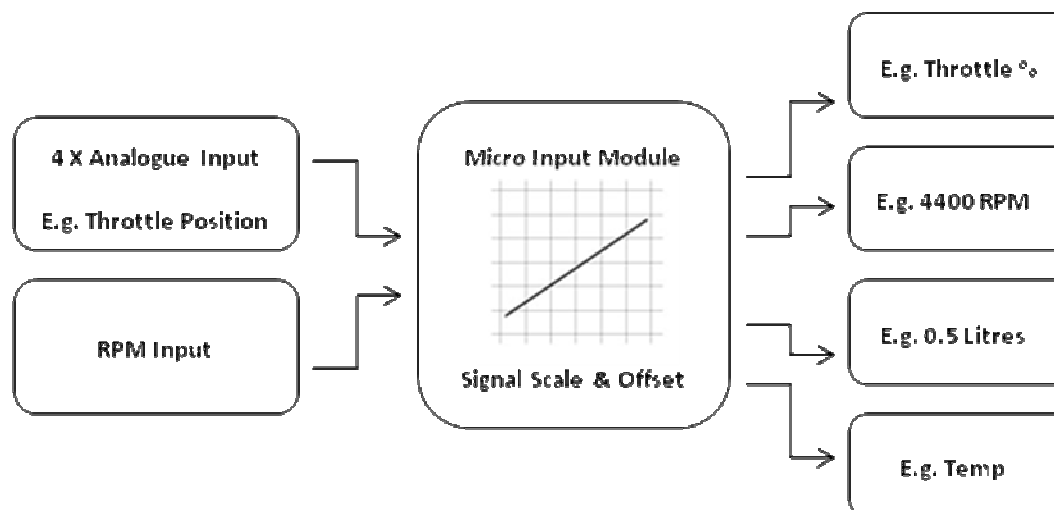 4 X Analogue Input
E.g. Throttle Position
RPM Input
Micro Input Module
Signal Scale & Offset
E.g. Throttle %
E.g. 4400 RPM
E.g. 0.5 Litres
E.g. Temp